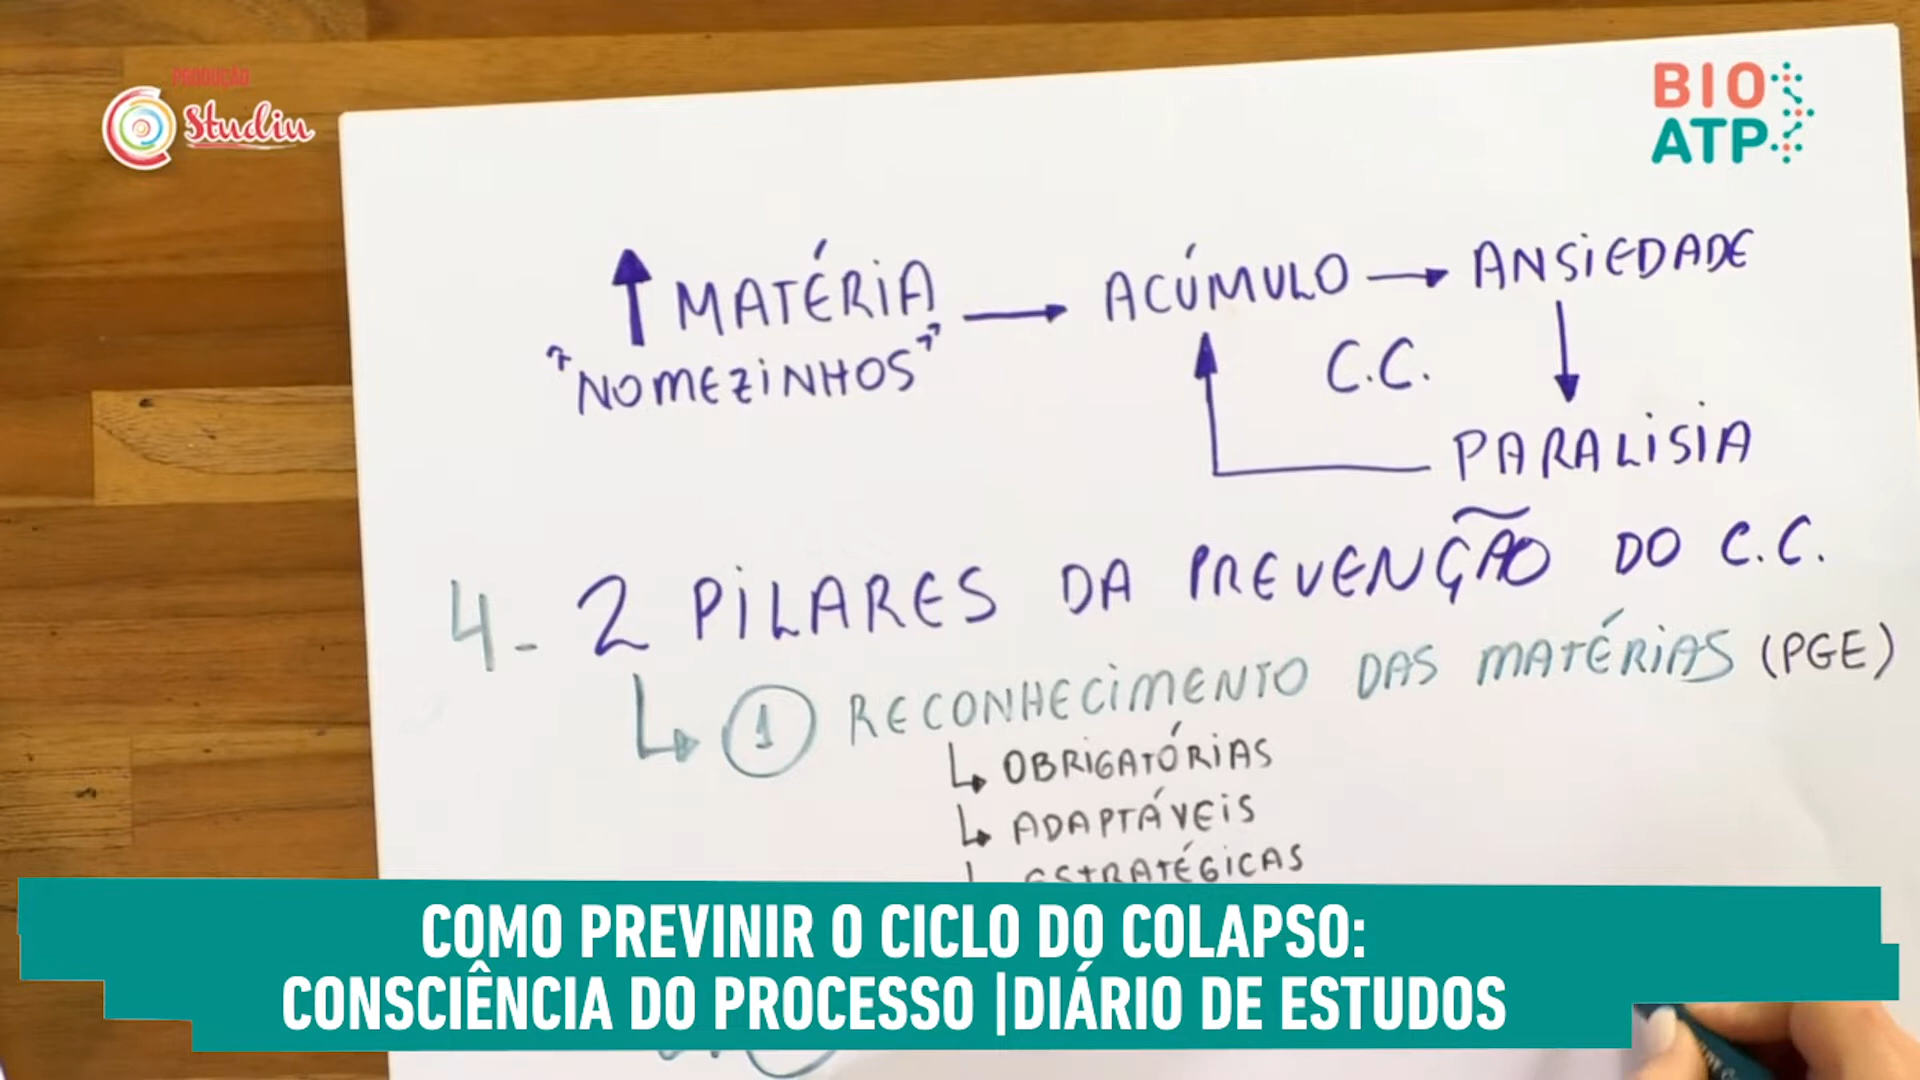 PRODUÇÃO
Studiu
BIO
ATP
MATÉRIA → ACÚMULO → ANSIEDADE
"NOMEZINHOS"
C.C.
PARALISIA
4- 2 PILARES DA PREVENÇÃO DO C.C.
↳ 1 RECONHECIMENTO DAS MATÉRIAS (PGE)
↳ OBRIGATÓRIAS
↳ ADAPTÁVEIS
ESTRATÉGICAS
COMO PREVINIR O CICLO DO COLAPSO:
CONSCIÊNCIA DO PROCESSO |DIÁRIO DE ESTUDOS